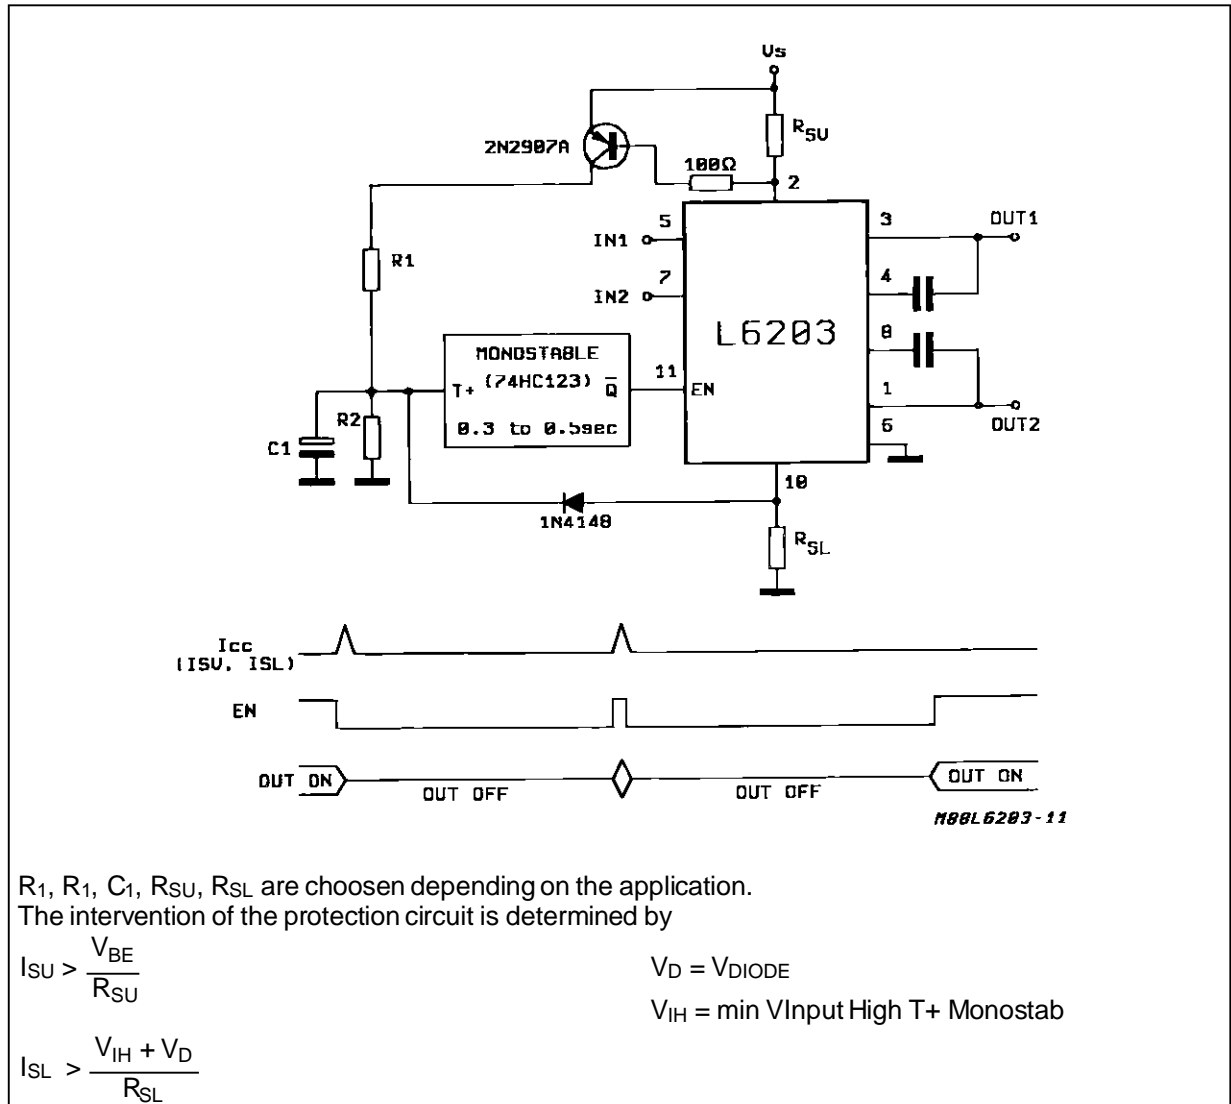 Vs
RSU
2N2907A
100Ω
2
5
3
OUT1
IN1
R1
7
4
IN2
L6203
8
MONOSTABLE
11
T+ (74HC123) Q̅
EN
1
R2
0.3 to 0.5sec
6
OUT2
C1
10
1N4148
RSL
Icc
(ISU, ISL)
EN
OUT ON
OUT OFF
OUT OFF
OUT ON
M88L6203-11
R1, R1, C1, RSU, RSL are choosen depending on the application.
The intervention of the protection circuit is determined by
ISU > VBE / RSU
VD = VDIODE
VIH = min VInput High T+ Monostab
ISL > VIH + VD / RSL